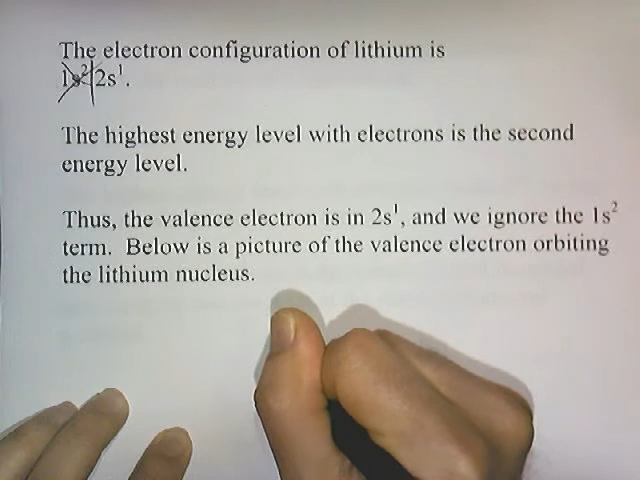 The electron configuration of lithium is
1s²2s¹.
The highest energy level with electrons is the second
energy level.
Thus, the valence electron is in 2s¹, and we ignore the 1s²
term. Below is a picture of the valence electron orbiting
the lithium nucleus.